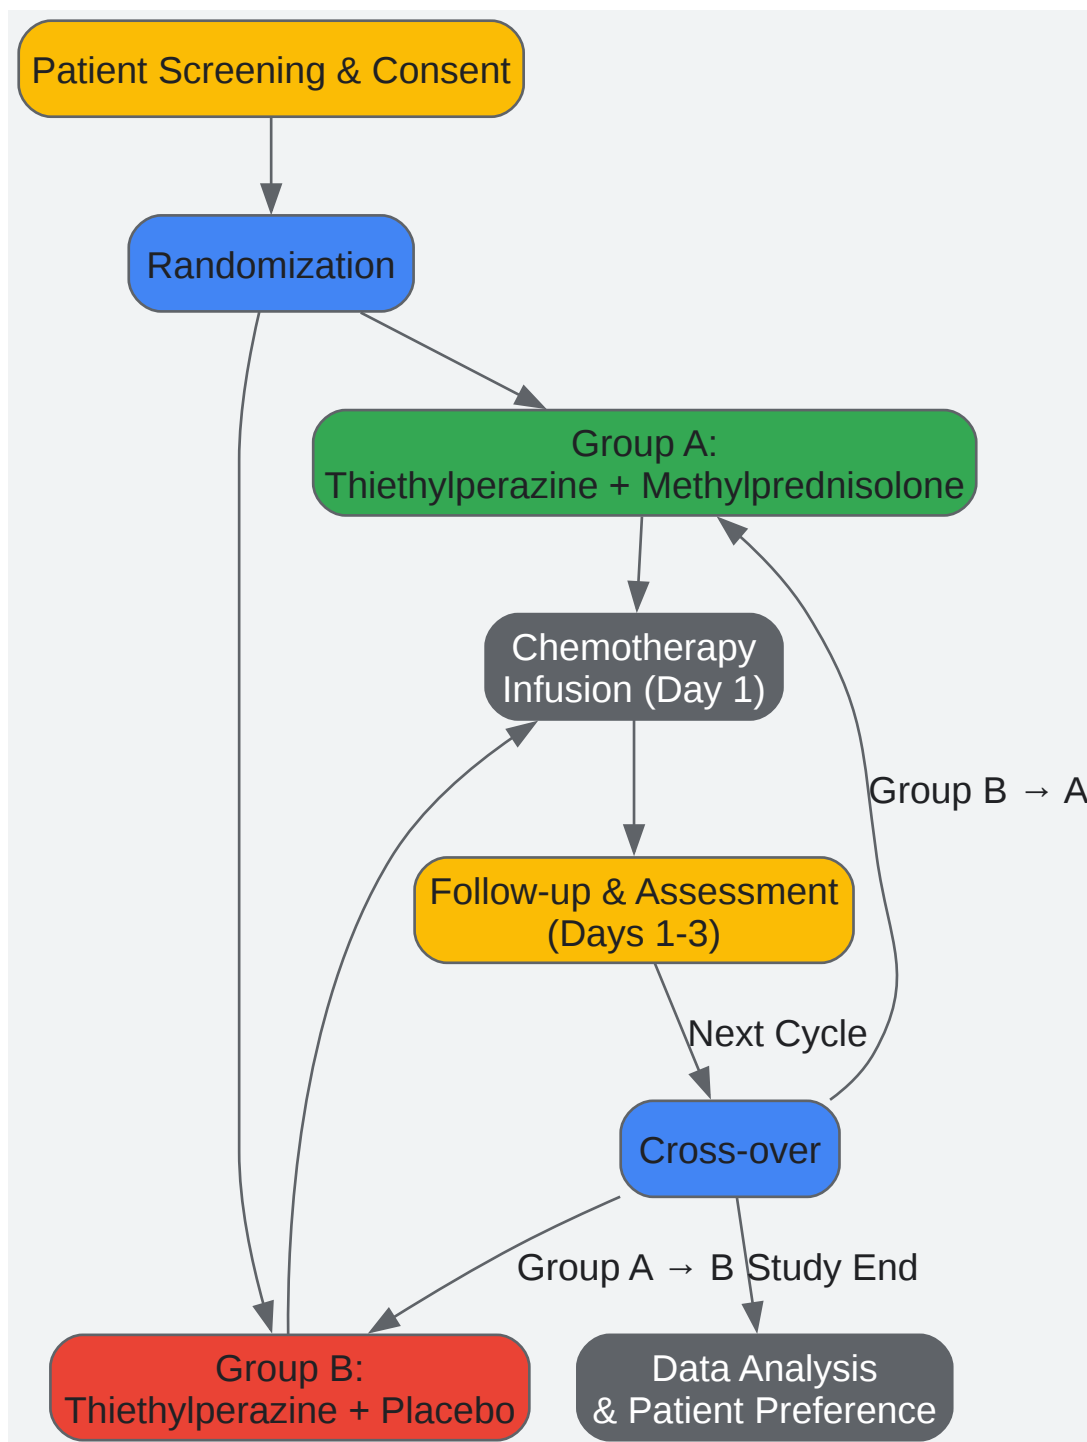 Patient Screening & Consent
Randomization
Group A:
Thiethylperazine + Methylprednisolone
Chemotherapy
Infusion (Day 1)
Group B → A
Follow-up & Assessment
(Days 1-3)
Next Cycle
Cross-over
Group A → B
Study End
Group B:
Thiethylperazine + Placebo
Data Analysis
& Patient Preference